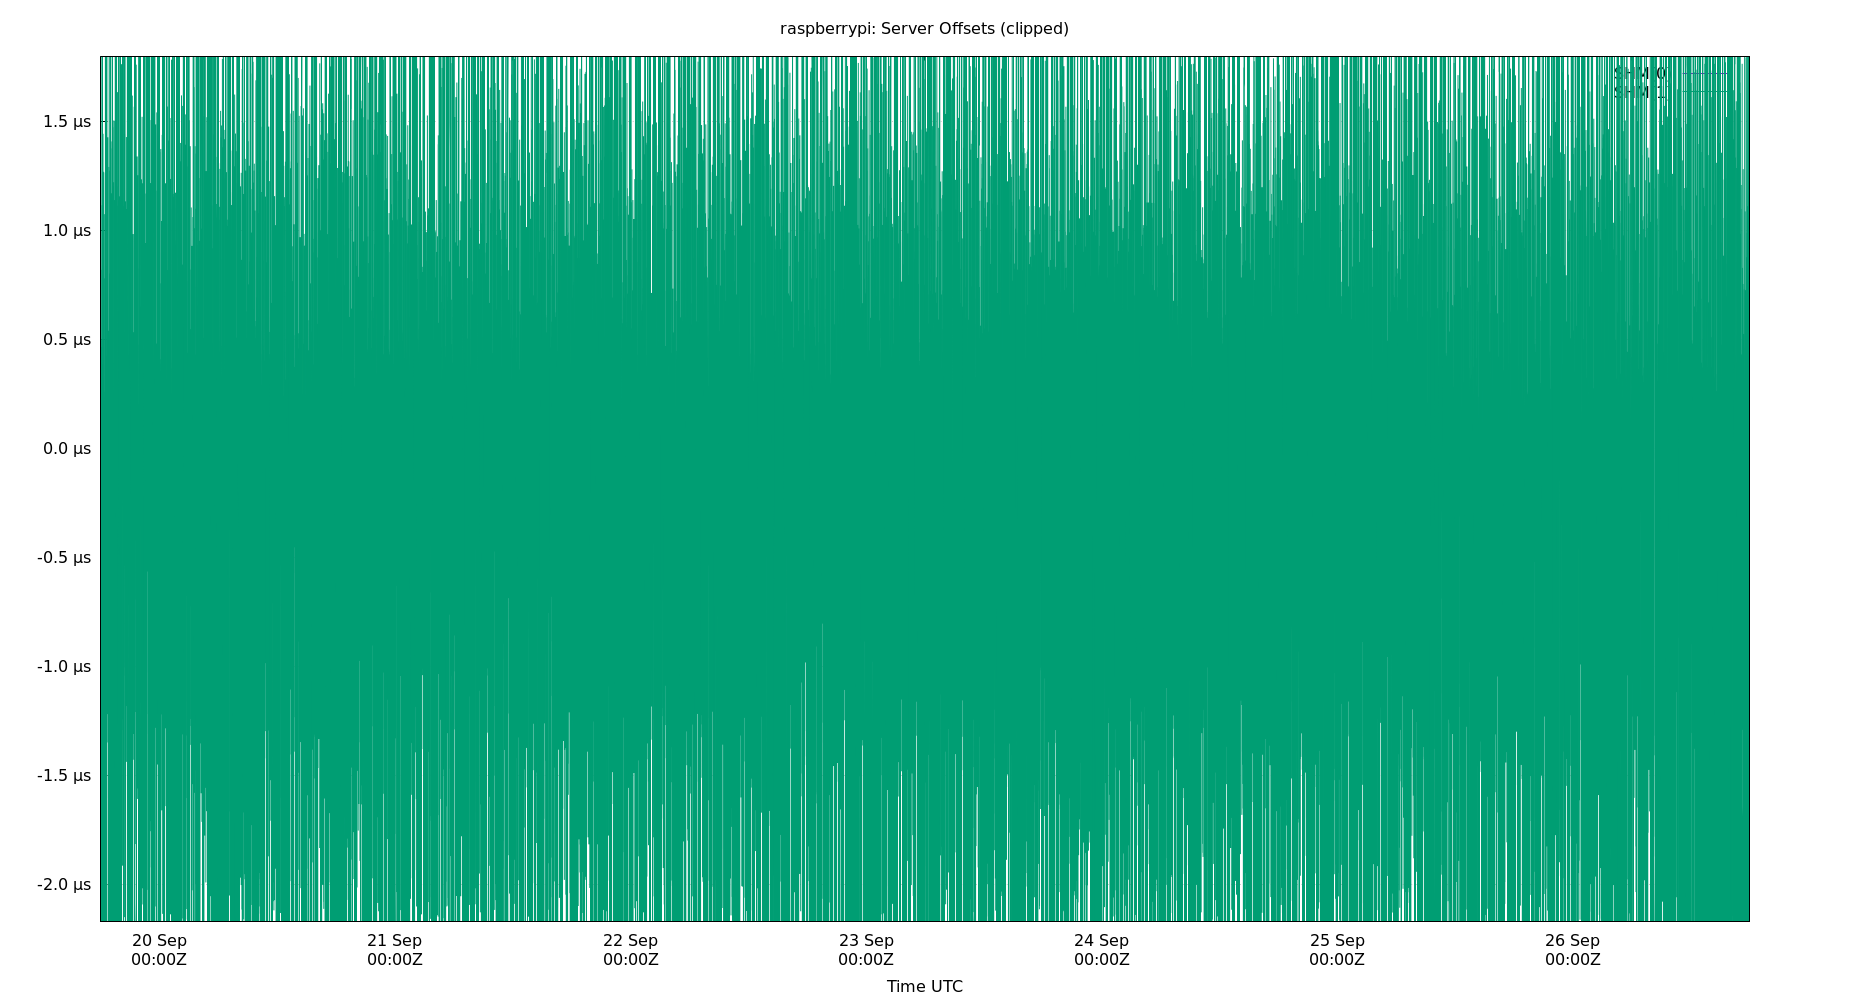 raspberrypi: Server Offsets (clipped)
1.5 µs
1.0 µs
0.5 µs
0.0 µs
-0.5 µs
-1.0 µs
-1.5 µs
-2.0 µs
20 Sep
00:00Z
21 Sep
00:00Z
22 Sep
00:00Z
23 Sep
00:00Z
24 Sep
00:00Z
25 Sep
00:00Z
26 Sep
00:00Z
Time UTC